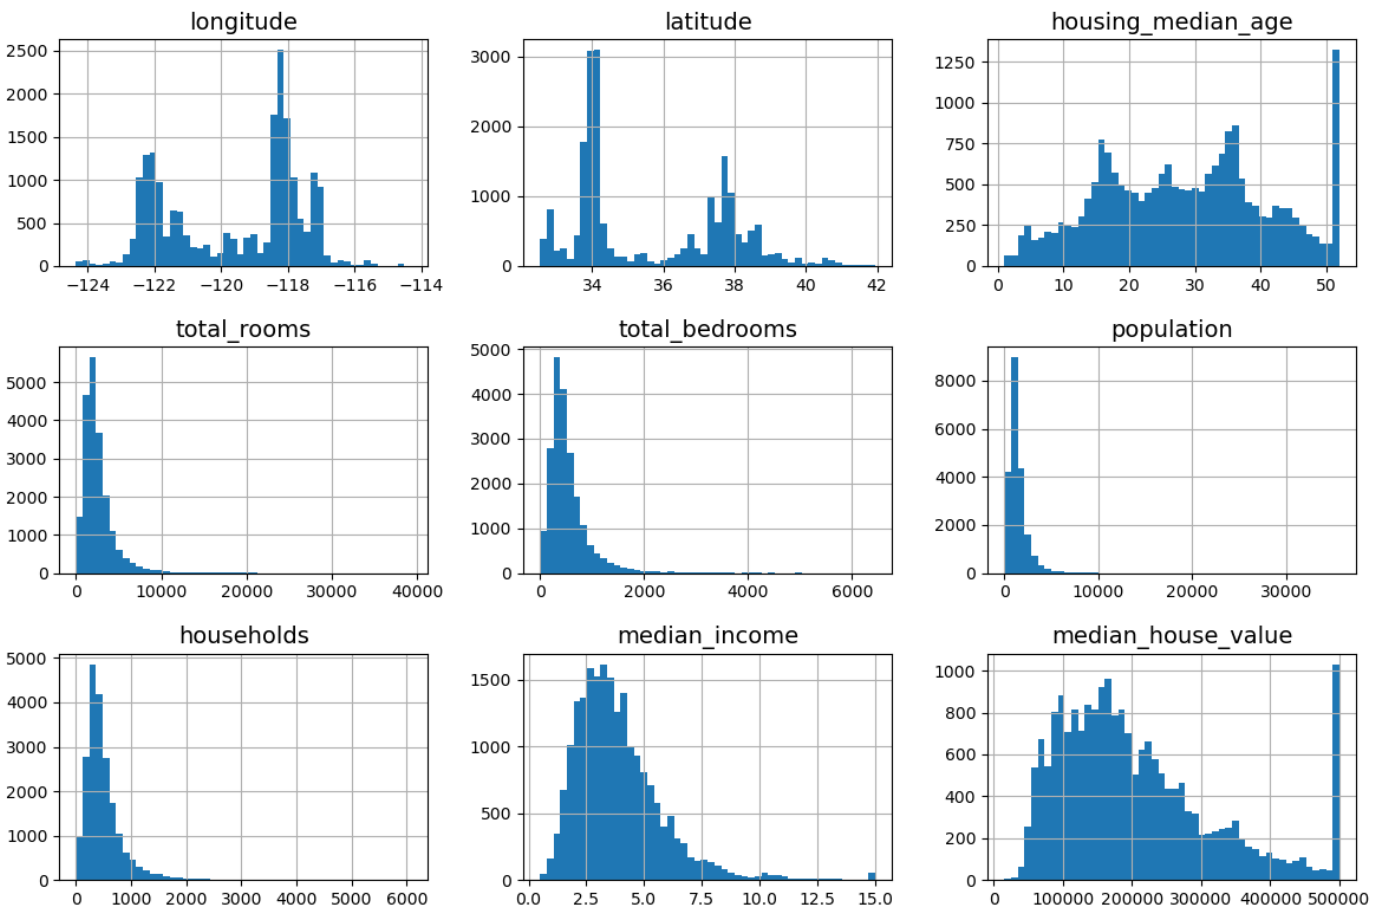 longitude
2500
2000
1500
1000
500
0
−124 −122 −120 −118 −116 −114
latitude
3000
2000
1000
0
34 36 38 40 42
housing_median_age
1250
1000
750
500
250
0
0 10 20 30 40 50
total_rooms
5000
4000
3000
2000
1000
0
0 10000 20000 30000 40000
total_bedrooms
5000
4000
3000
2000
1000
0
0 2000 4000 6000
population
8000
6000
4000
2000
0
0 10000 20000 30000
households
5000
4000
3000
2000
1000
0
0 1000 2000 3000 4000 5000 6000
median_income
1500
1000
500
0
0.0 2.5 5.0 7.5 10.0 12.5 15.0
median_house_value
1000
800
600
400
200
0
0 100000 200000 300000 400000 500000